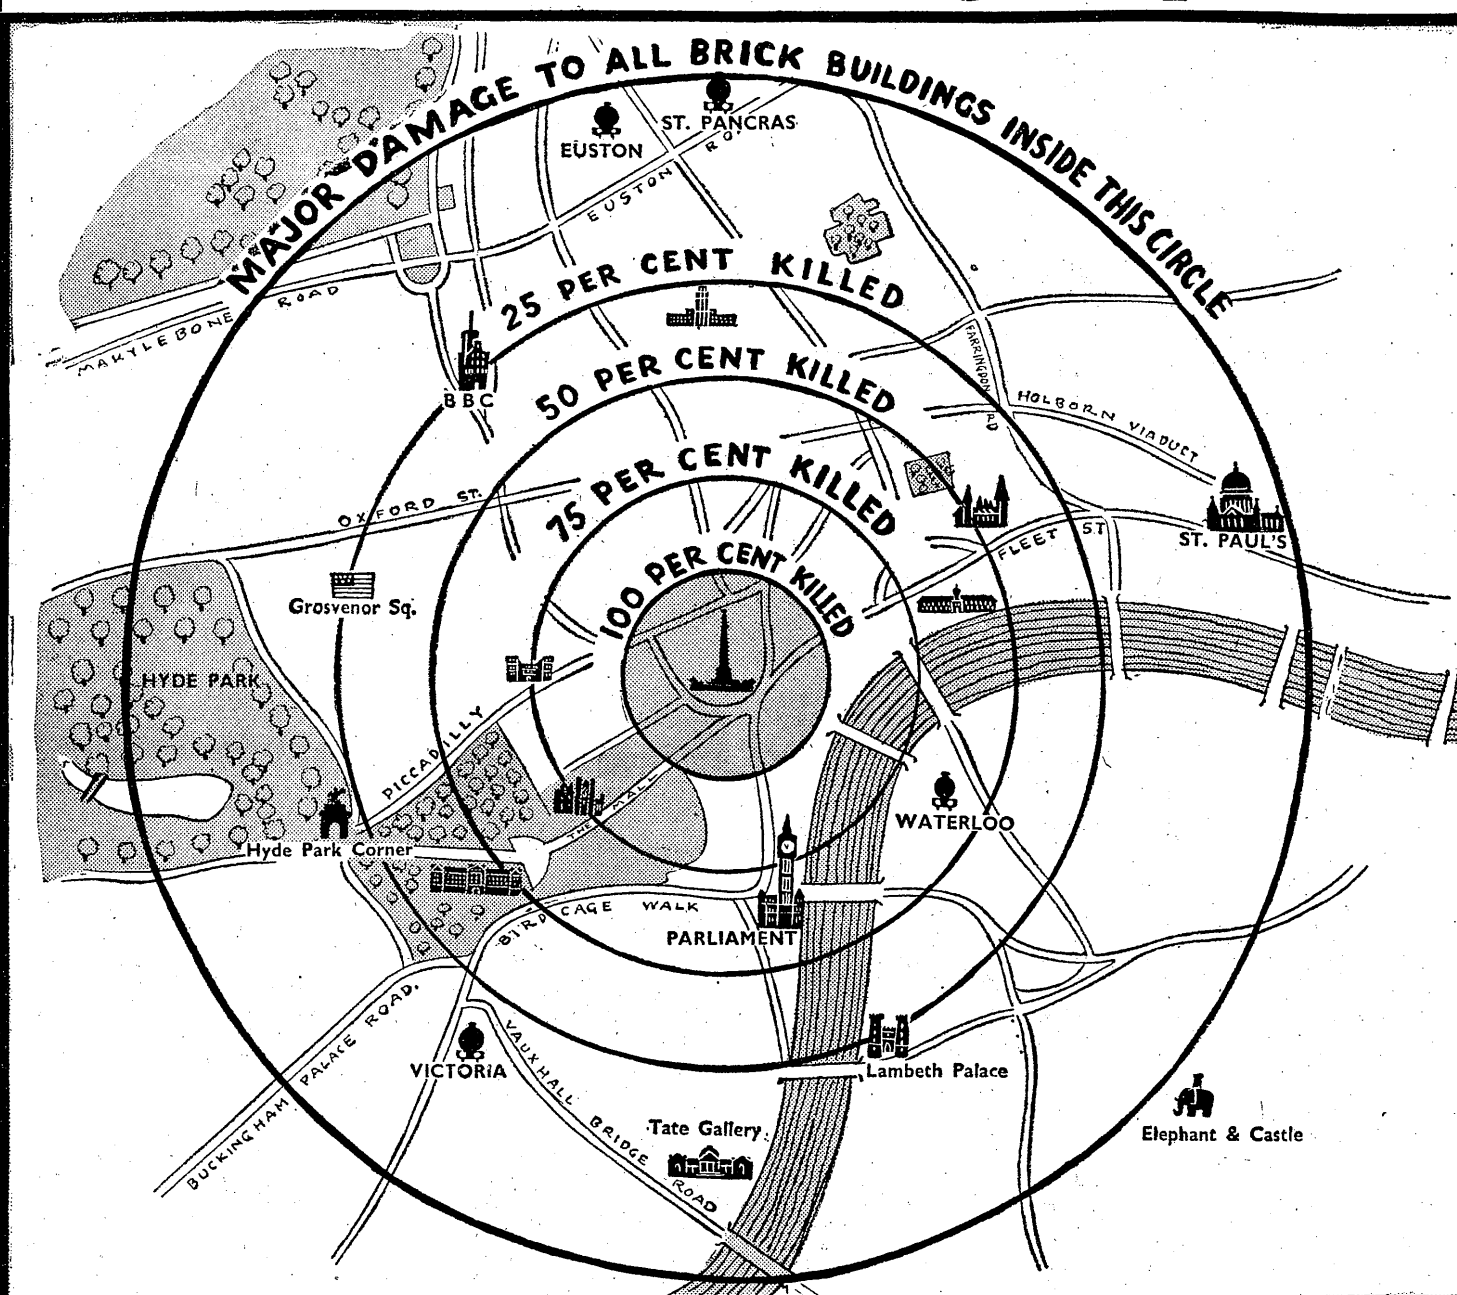 MAJOR DAMAGE TO ALL BRICK BUILDINGS INSIDE THIS CIRCLE
ST. PANCRAS
EUSTON
EUSTON RD.
25 PER CENT KILLED
MARYLEBONE ROAD
BBC
50 PER CENT KILLED
FARRINGDON RD
HOLBORN VIADUCT
75 PER CENT KILLED
OXFORD ST.
FLEET ST
ST. PAUL'S
100 PER CENT KILLED
Grosvenor Sq.
HYDE PARK
PICCADILLY
THE MALL
WATERLOO
Hyde Park Corner
BIRD CAGE WALK
PARLIAMENT
BUCKINGHAM PALACE ROAD.
VICTORIA
VAUXHALL BRIDGE ROAD
Lambeth Palace
Tate Gallery
Elephant & Castle